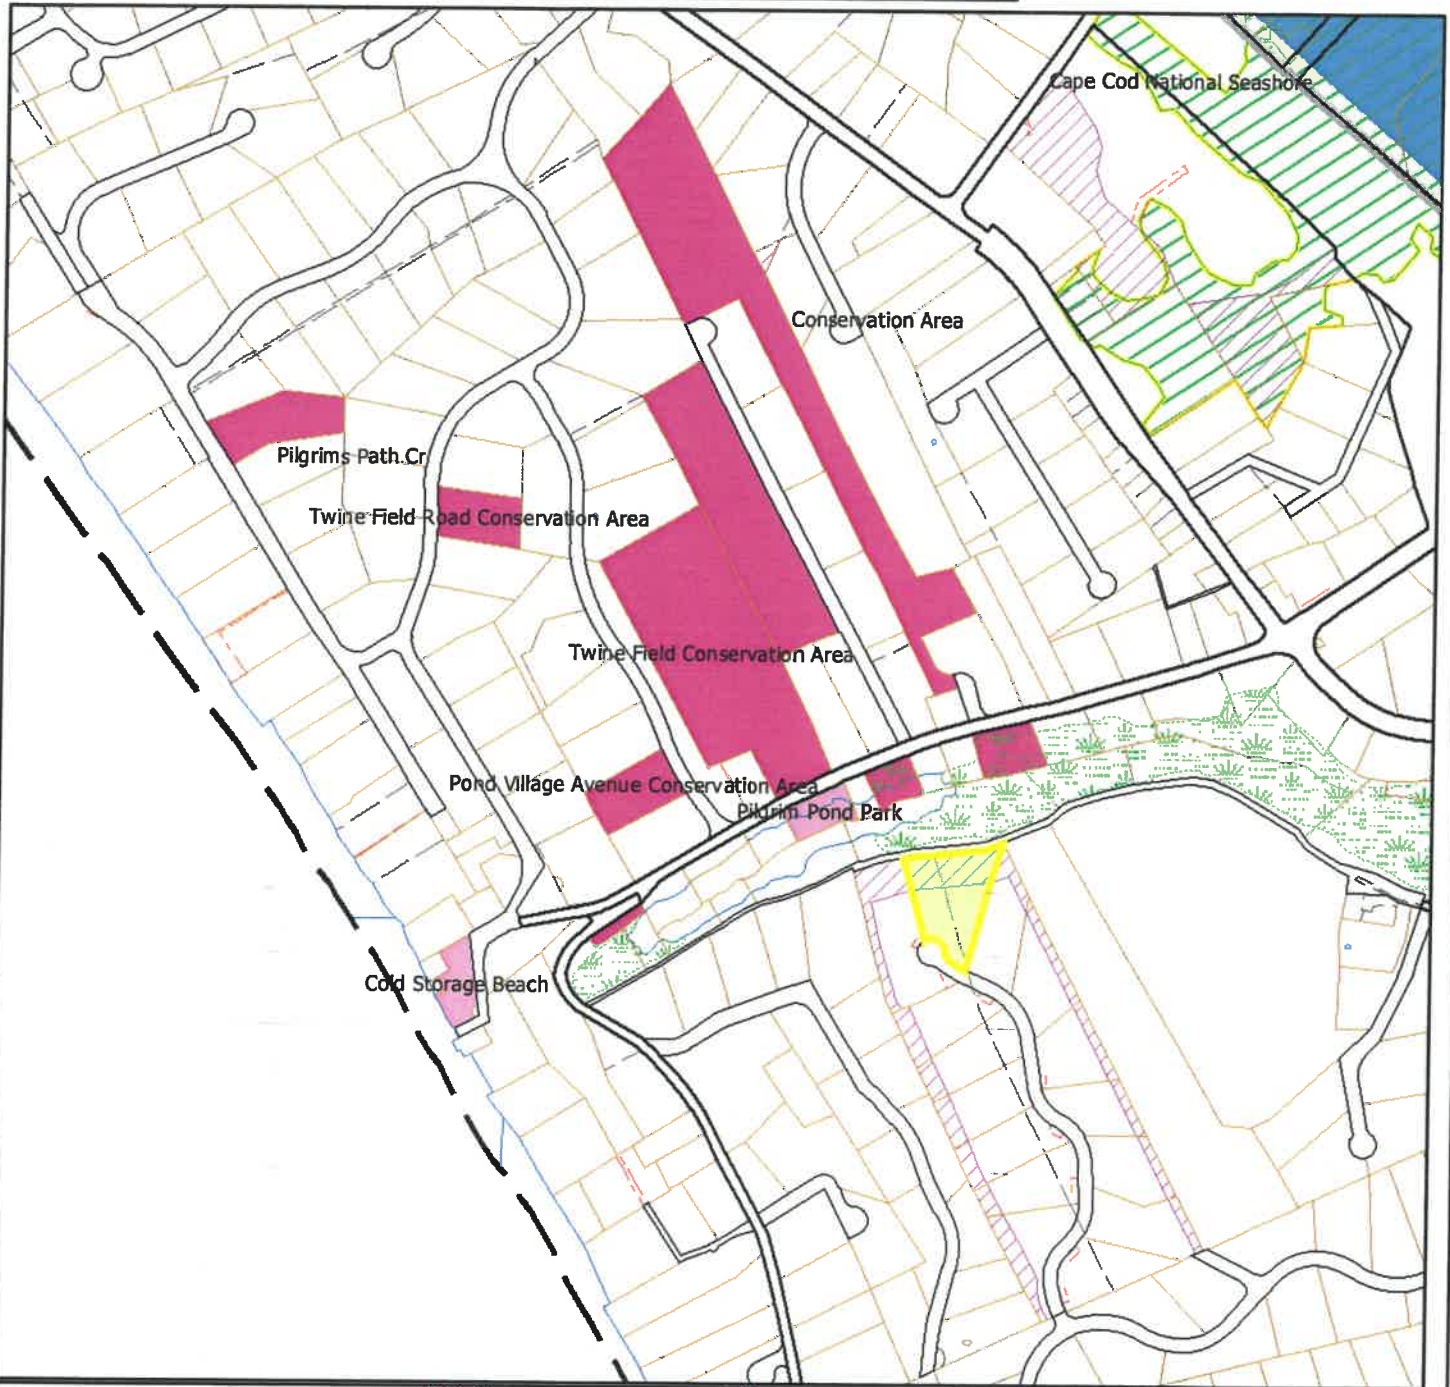 Cape Cod National Seashore
Conservation Area
Pilgrims Path Cr
Twine Field Road Conservation Area
Twine Field Conservation Area
Pond Village Avenue Conservation Area
Pilgrim Pond Park
Cold Storage Beach